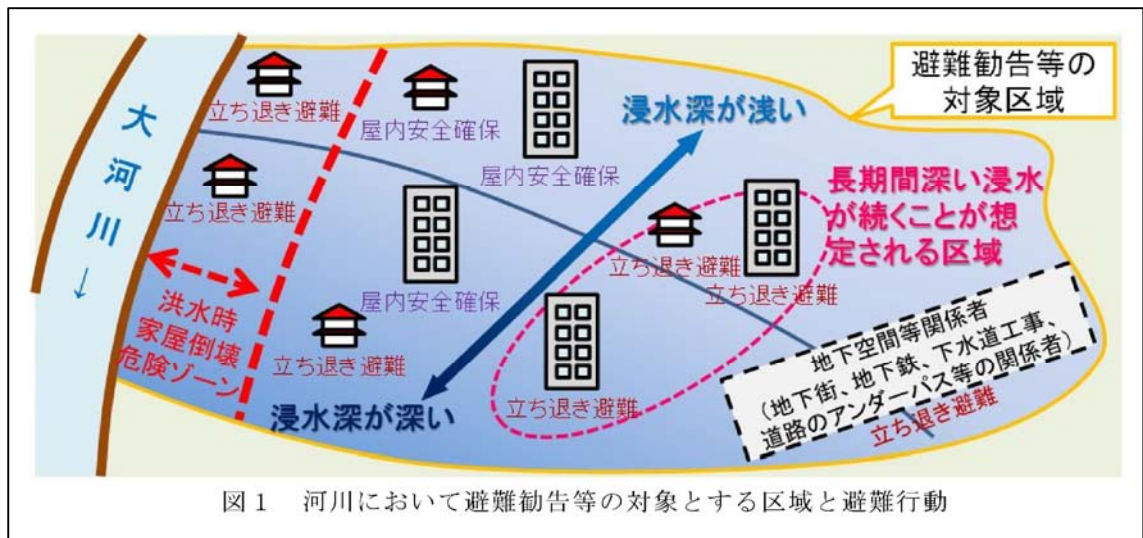 避難勧告等の
対象区域
立ち退き避難
屋内安全確保
屋内安全確保
浸水深が浅い
大河川
↓
立ち退き避難
屋内安全確保
長期間深い浸水
が続くことが想
定される区域
立ち退き避難
立ち退き避難
洪水時
家屋倒壊
危険ゾーン
立ち退き避難
浸水深が深い
立ち退き避難
地下空間等関係者
(地下街、地下鉄、下水道工事、
道路のアンダーパス等の関係者)
立ち退き避難
図1 河川において避難勧告等の対象とする区域と避難行動